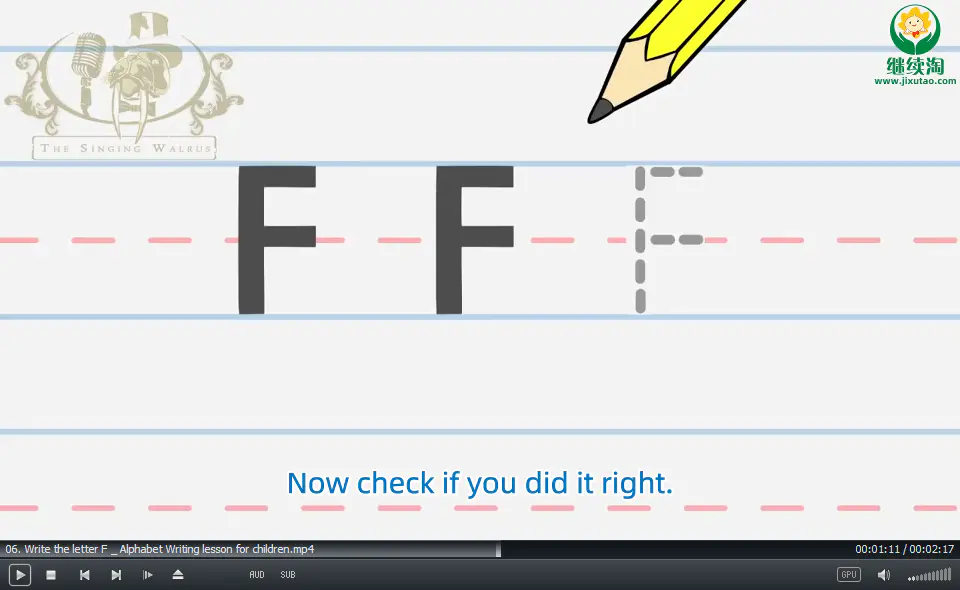 继续淘
www.jixutao.com
THE SINGING WALRUS
F F F
Now check if you did it right.
06. Write the letter F _ Alphabet Writing lesson for children.mp4
00:01:11 / 00:02:17
AUD SUB
GPU